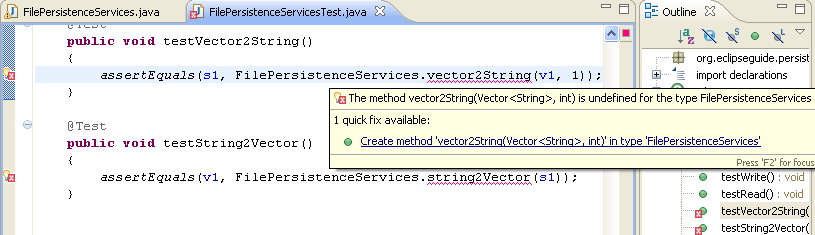 FilePersistenceServices.java
FilePersistenceServicesTest.java
Outline
@Test
public void testVector2String()
{
assertEquals(s1, FilePersistenceServices.vector2String(v1, 1));
}
@Test
public void testString2Vector()
{
assertEquals(v1, FilePersistenceServices.string2Vector(s1));
}
The method vector2String(Vector<String>, int) is undefined for the type FilePersistenceServices
1 quick fix available:
Create method 'vector2String(Vector<String>, int)' in type 'FilePersistenceServices'
Press 'F2' for focus
org.eclipseguide.persist
import declarations
testWrite() : void
testRead() : void
testVector2String(
testString2Vector(